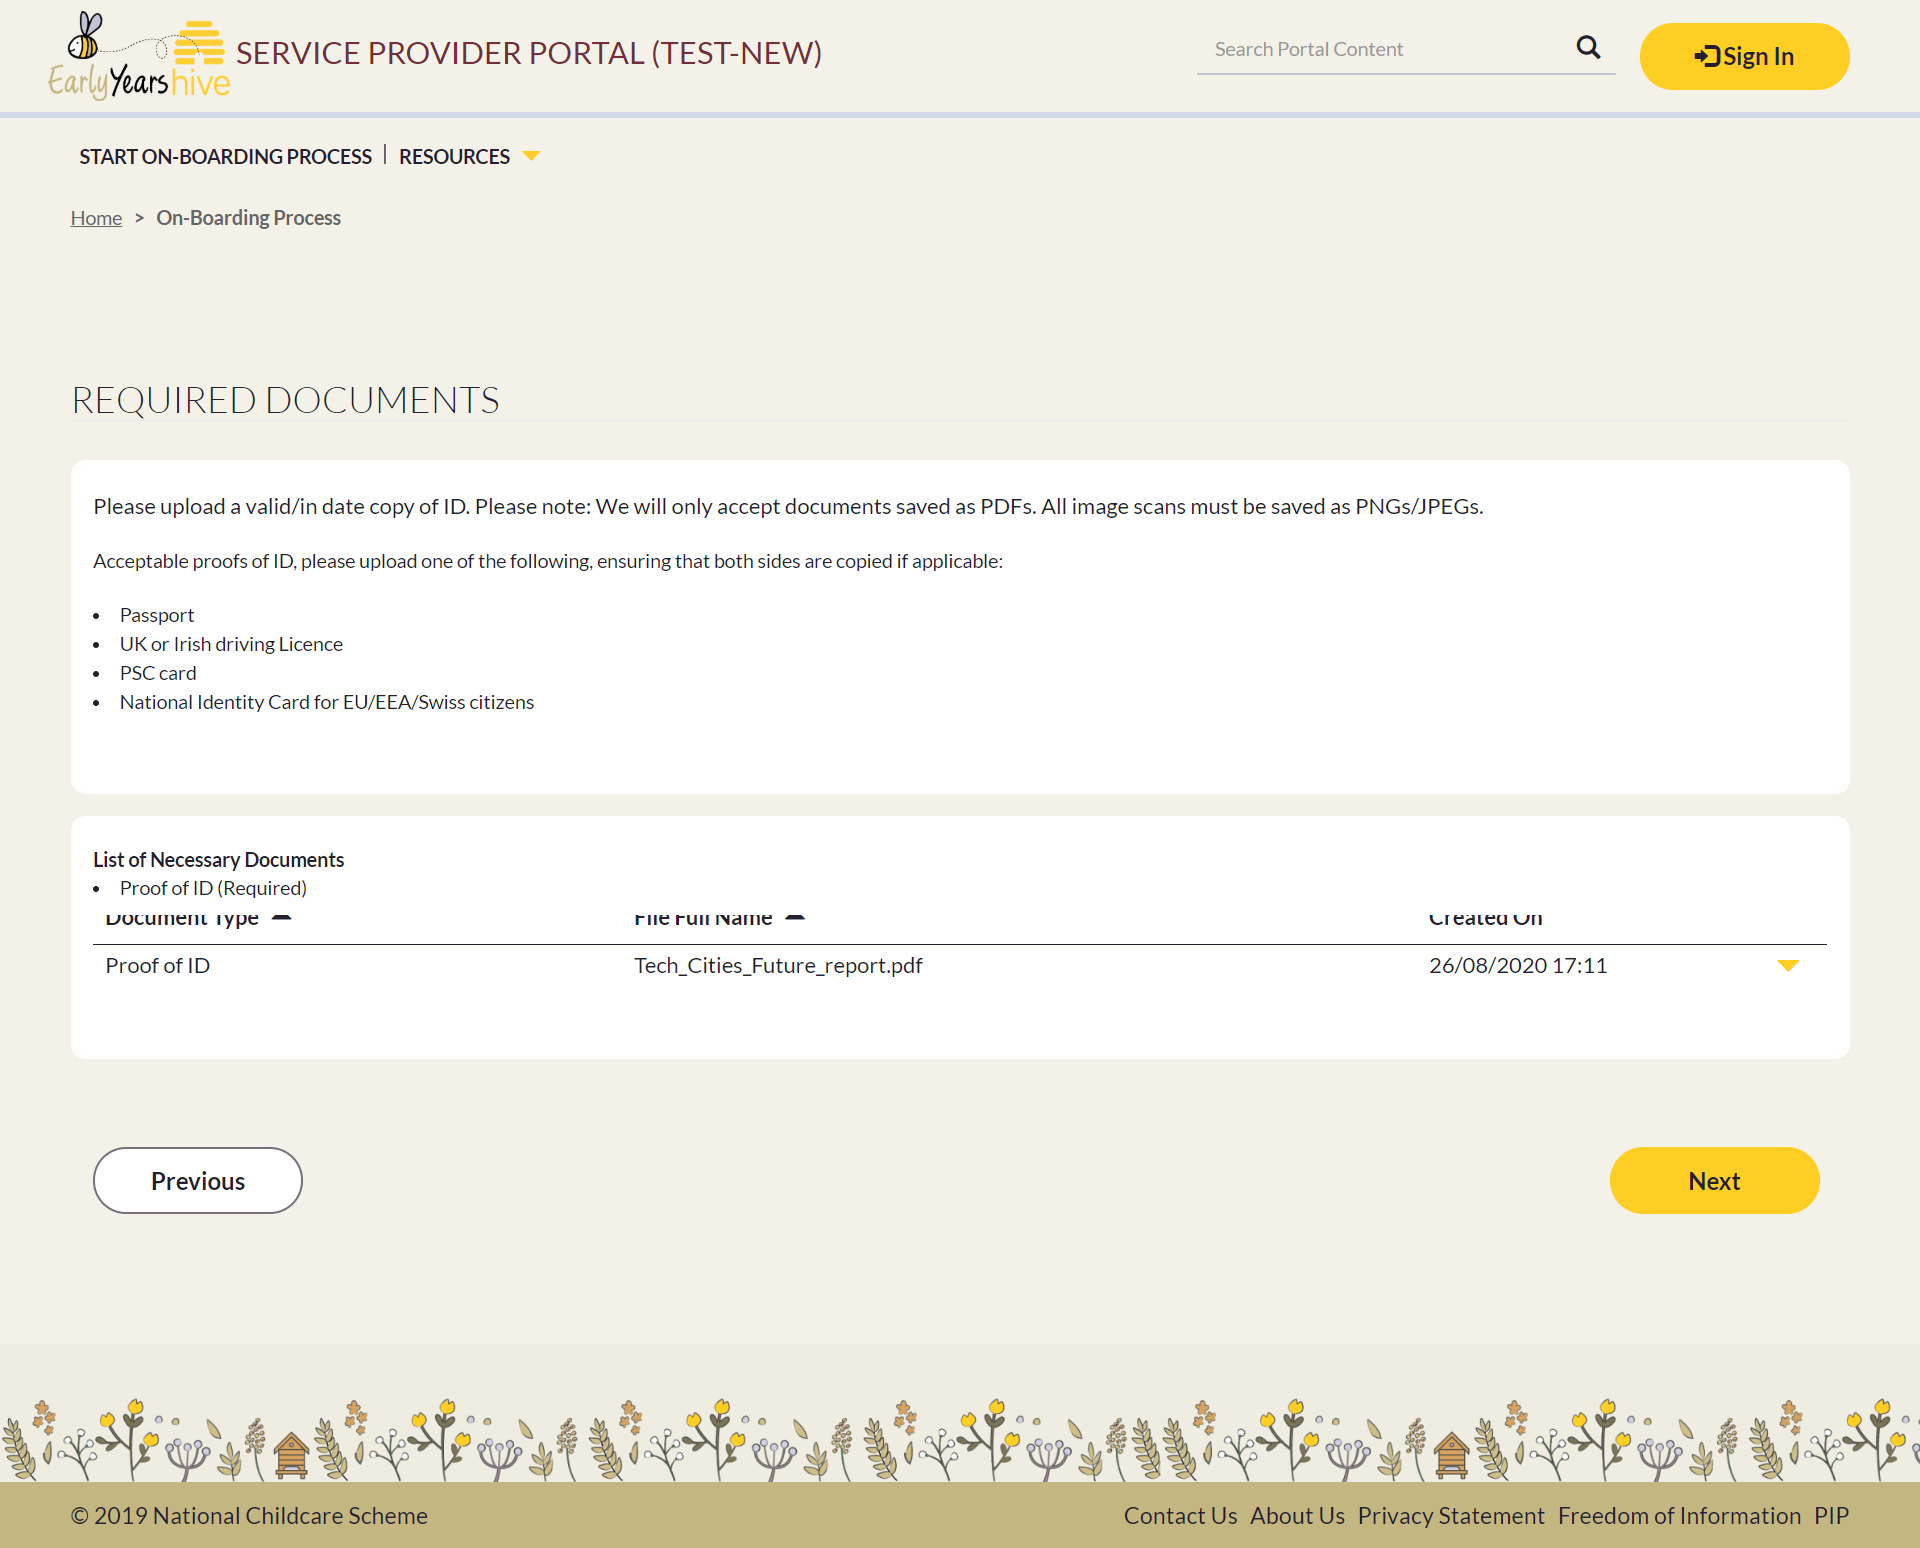 Early Years hive
SERVICE PROVIDER PORTAL (TEST-NEW)
Search Portal Content
Sign In
START ON-BOARDING PROCESS
RESOURCES
Home > On-Boarding Process
REQUIRED DOCUMENTS
Please upload a valid/in date copy of ID. Please note: We will only accept documents saved as PDFs. All image scans must be saved as PNGs/JPEGs.
Acceptable proofs of ID, please upload one of the following, ensuring that both sides are copied if applicable:
• Passport
• UK or Irish driving Licence
• PSC card
• National Identity Card for EU/EEA/Swiss citizens
List of Necessary Documents
• Proof of ID (Required)
Document Type File Full Name Created On
Proof of ID Tech_Cities_Future_report.pdf 26/08/2020 17:11
Previous
Next
© 2019 National Childcare Scheme
Contact Us About Us Privacy Statement Freedom of Information PIP